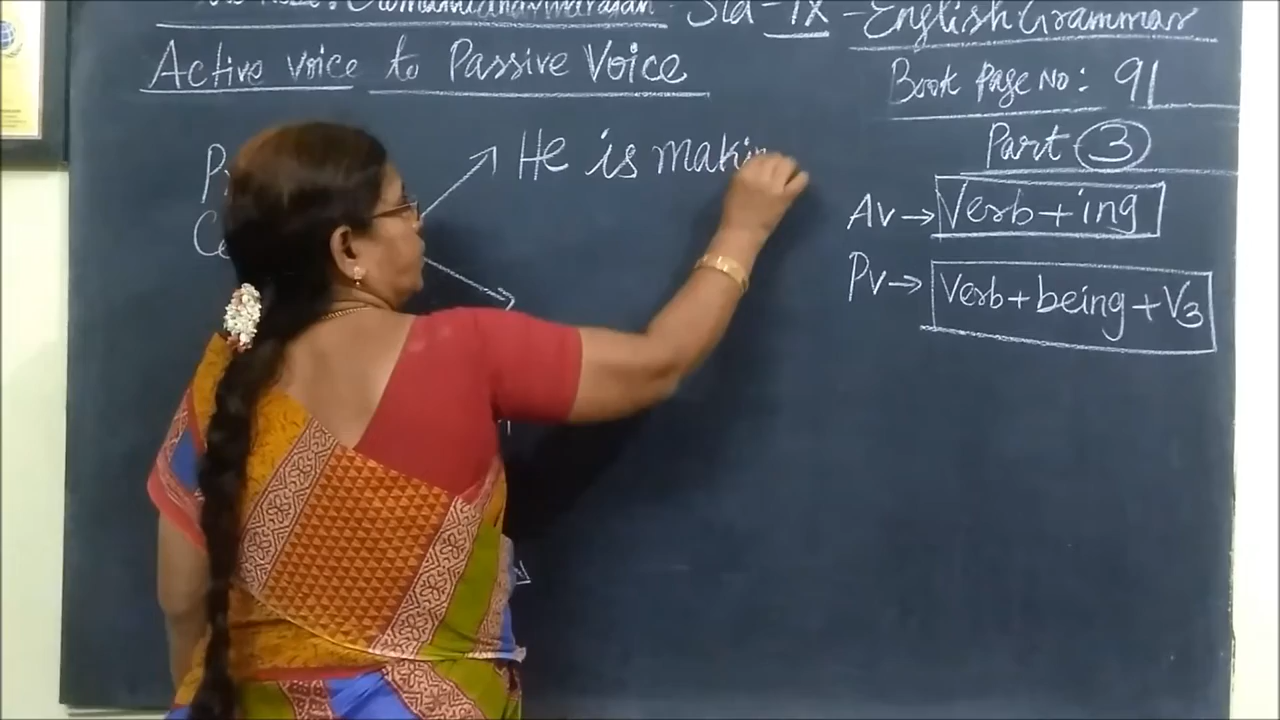 Std - IX - English Grammar
Active Voice to Passive Voice
Book Page No: 91
Part 3
He is makin
Av → Verb + ing
Pv → Verb + being + V3